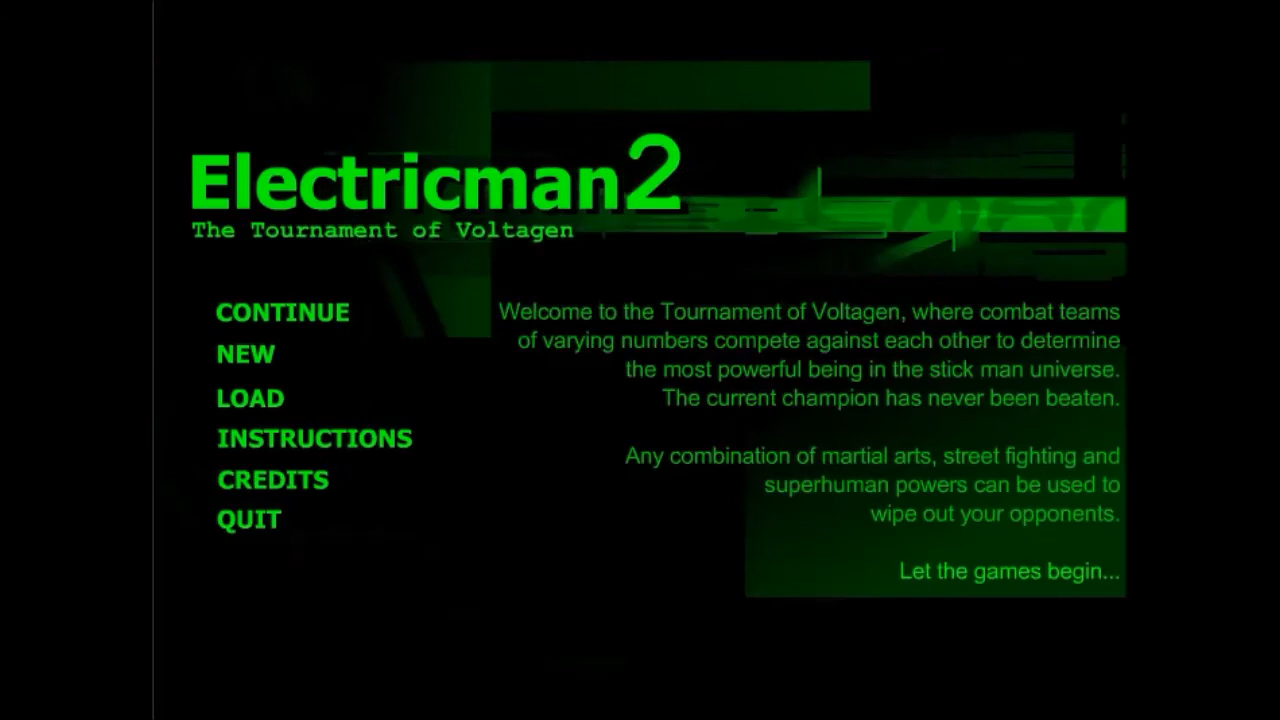 Electricman2
The Tournament of Voltagen
CONTINUE
NEW
LOAD
INSTRUCTIONS
CREDITS
QUIT
Welcome to the Tournament of Voltagen, where combat teams
of varying numbers compete against each other to determine
the most powerful being in the stick man universe.
The current champion has never been beaten.
Any combination of martial arts, street fighting and
superhuman powers can be used to
wipe out your opponents.
Let the games begin...